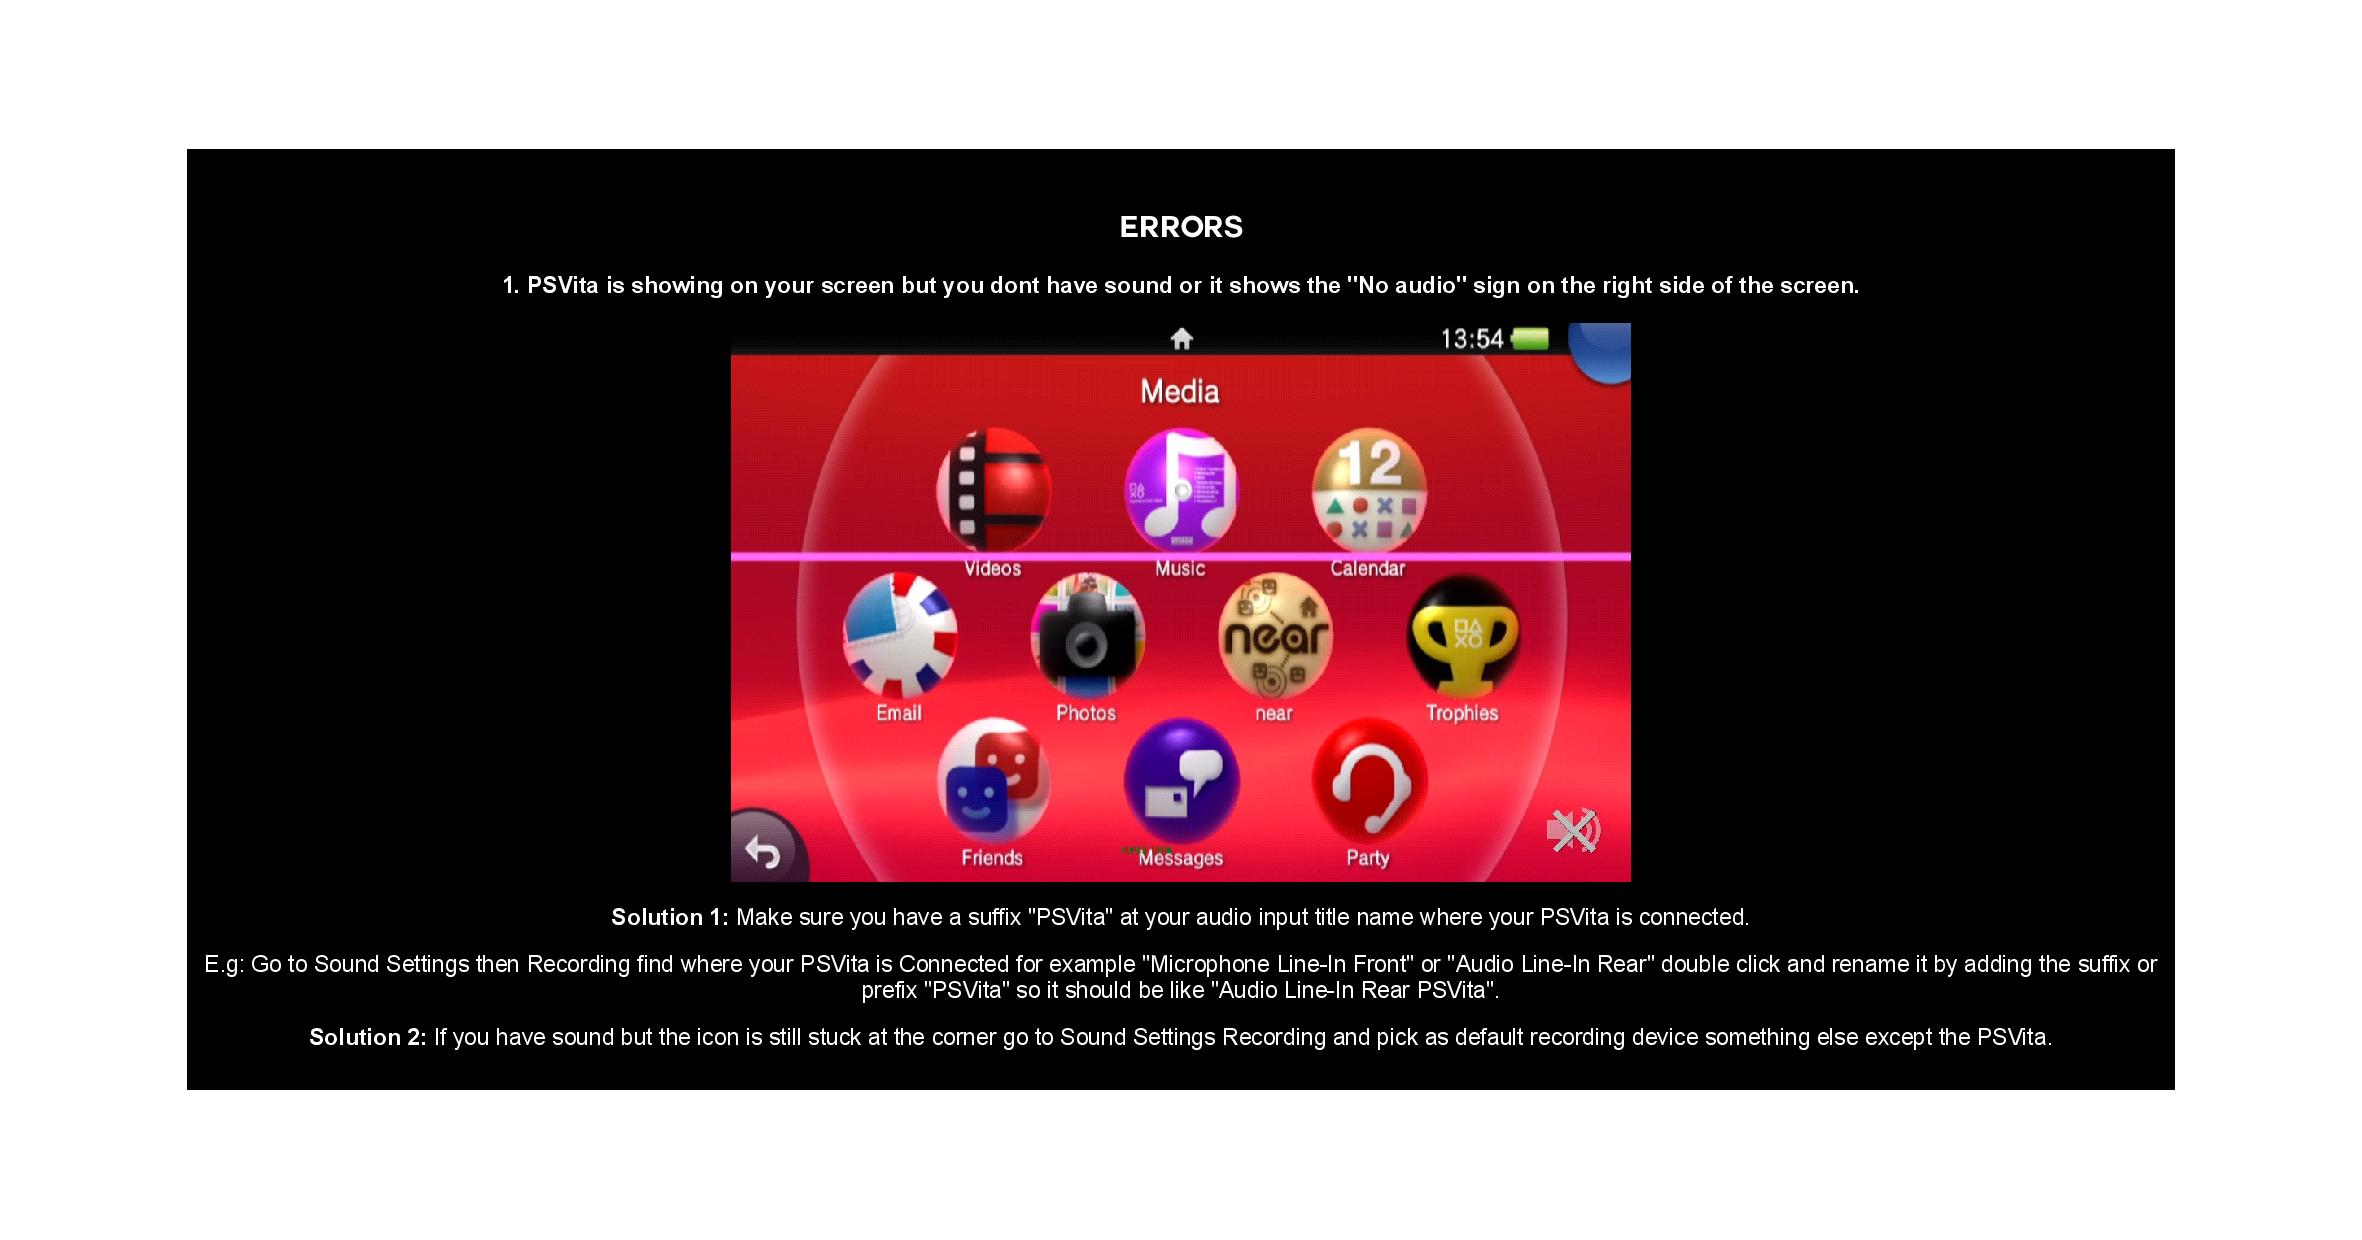 ERRORS
1. PSVita is showing on your screen but you dont have sound or it shows the "No audio" sign on the right side of the screen.
13:54
Media
12
Videos Music Calendar
near
Email Photos near Trophies
Friends Messages Party
Solution 1: Make sure you have a suffix "PSVita" at your audio input title name where your PSVita is connected.
E.g: Go to Sound Settings then Recording find where your PSVita is Connected for example "Microphone Line-In Front" or "Audio Line-In Rear" double click and rename it by adding the suffix or
prefix "PSVita" so it should be like "Audio Line-In Rear PSVita".
Solution 2: If you have sound but the icon is still stuck at the corner go to Sound Settings Recording and pick as default recording device something else except the PSVita.